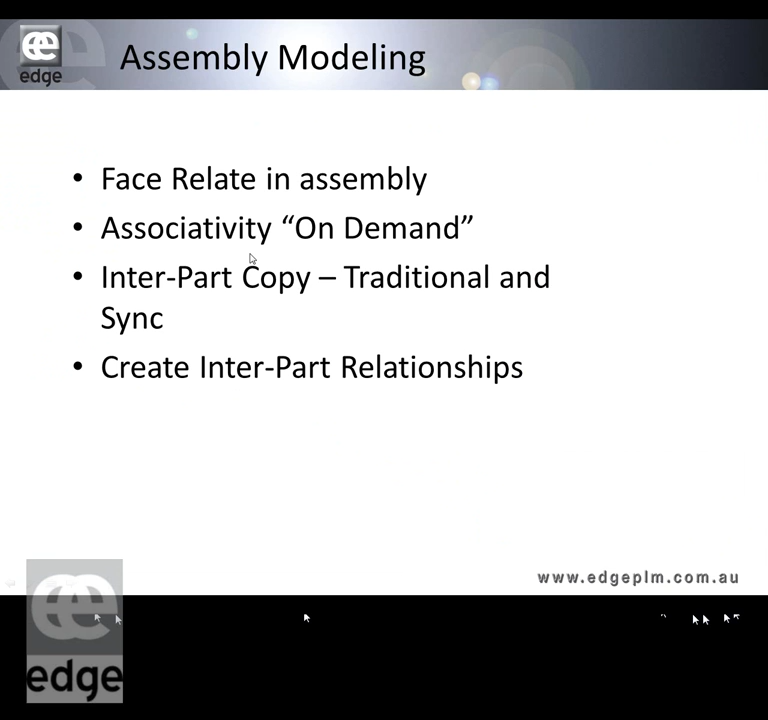 edge
Assembly Modeling
• Face Relate in assembly
• Associativity “On Demand”
• Inter-Part Copy – Traditional and
Sync
• Create Inter-Part Relationships
www.edgeplm.com.au
edge